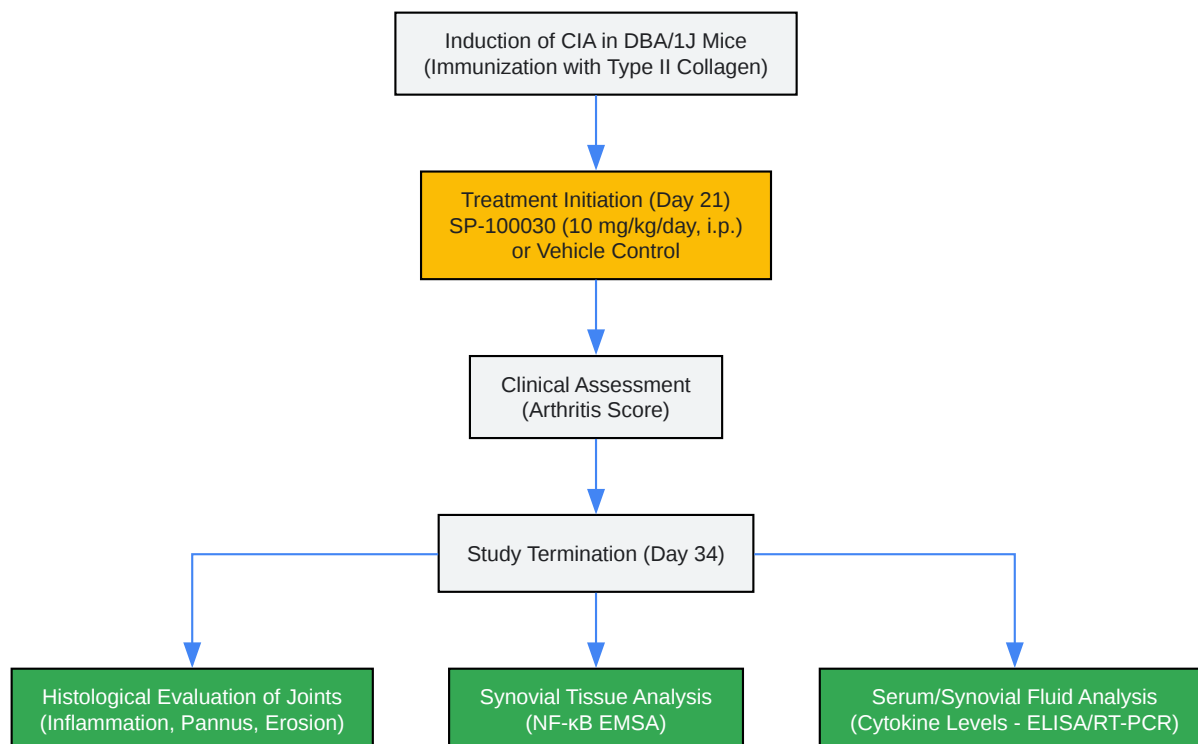 Induction of CIA in DBA/1J Mice
(Immunization with Type II Collagen)
Treatment Initiation (Day 21)
SP-100030 (10 mg/kg/day, i.p.)
or Vehicle Control
Clinical Assessment
(Arthritis Score)
Study Termination (Day 34)
Histological Evaluation of Joints
(Inflammation, Pannus, Erosion)
Synovial Tissue Analysis
(NF-κB EMSA)
Serum/Synovial Fluid Analysis
(Cytokine Levels - ELISA/RT-PCR)